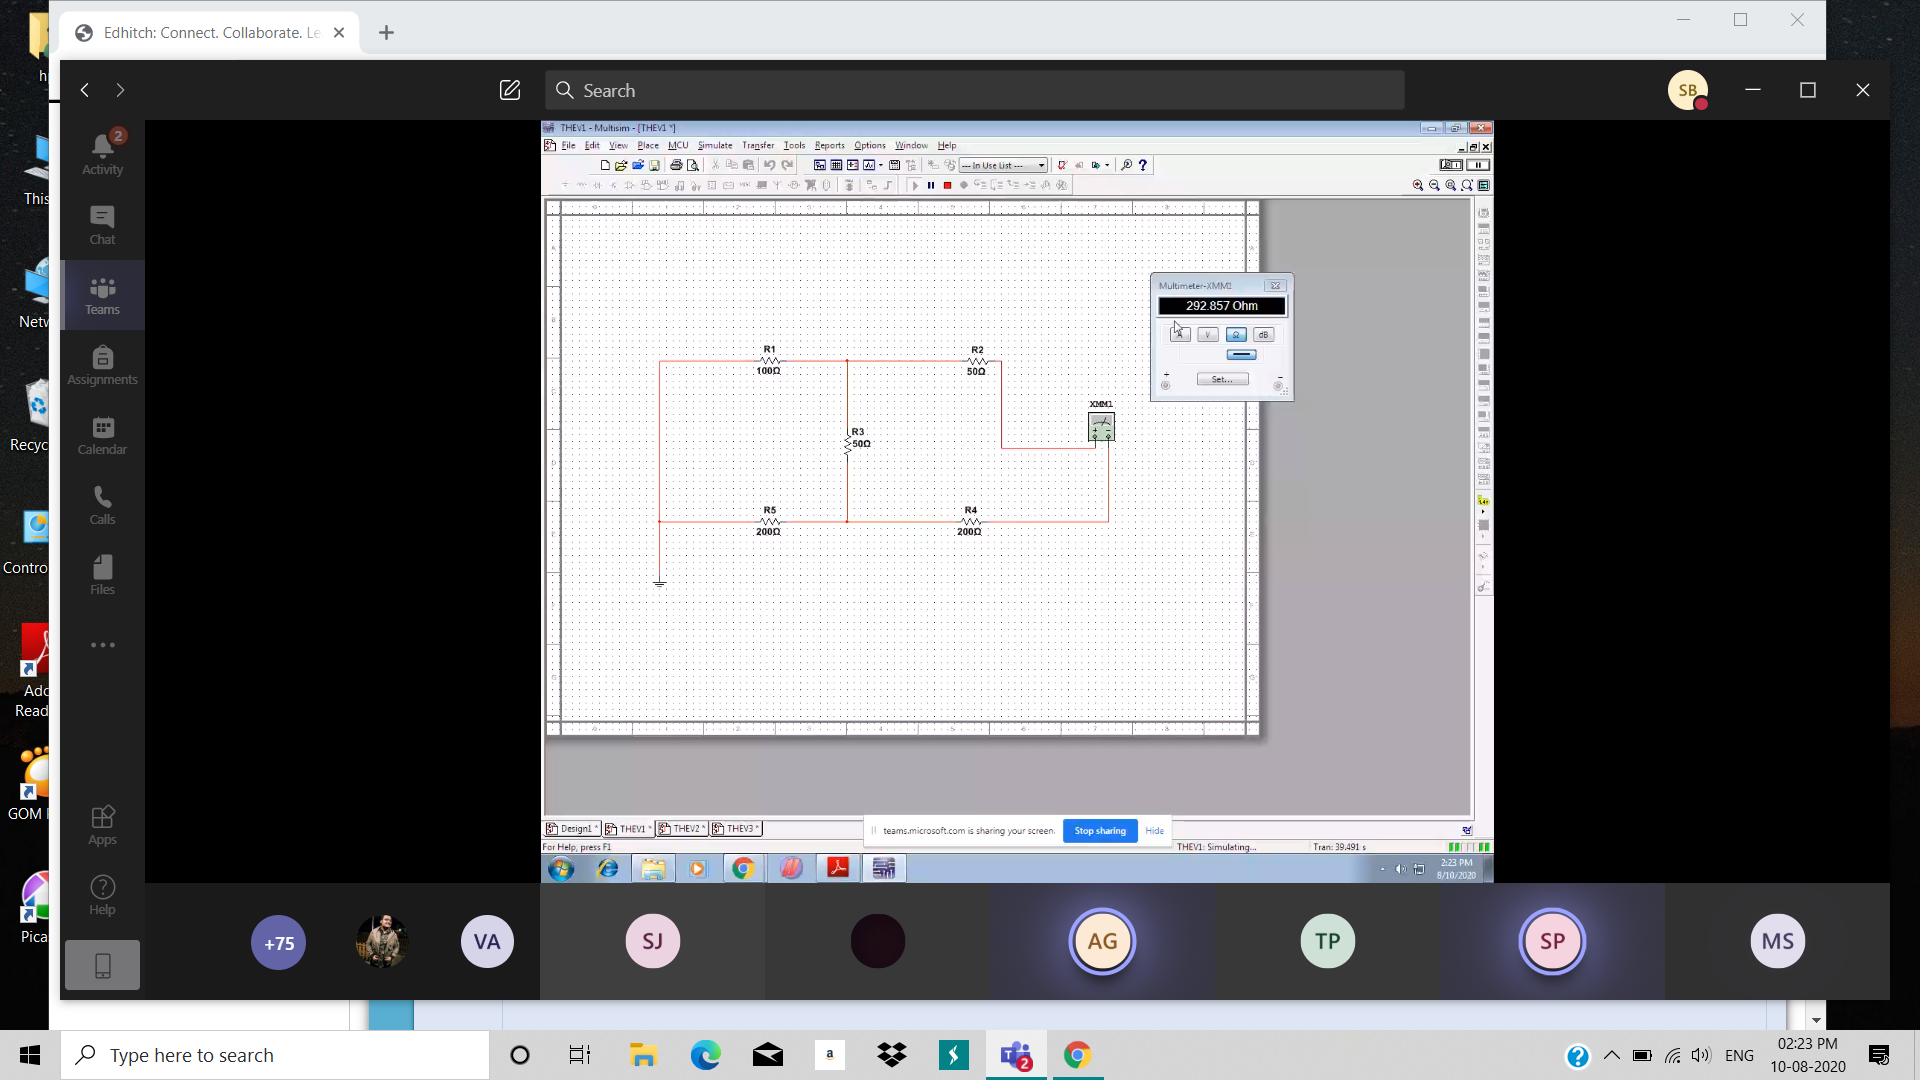 Edhitch: Connect. Collaborate. Le
Search
SB
2
Activity
Chat
Teams
Assignments
Calendar
Calls
Files
Apps
Help
This
Netw
Recyc
Contro
Ado
Read
GOM
Pica
THEV1 - Multisim - [THEV1 *]
File Edit View Place MCU Simulate Transfer Tools Reports Options Window Help
--- In Use List ---
Multimeter-XMM1
292.857 Ohm
A V Ω dB
+ Set... -
R1
100Ω
R2
50Ω
XMM1
R3
50Ω
R5
200Ω
R4
200Ω
Design1 * THEV1 * THEV2 * THEV3 *
teams.microsoft.com is sharing your screen. Stop sharing Hide
For Help, press F1
THEV1: Simulating... Tran: 39.491 s
2:23 PM
8/10/2020
+75 VA SJ AG TP SP MS
Type here to search
a
2
ENG
02:23 PM
10-08-2020